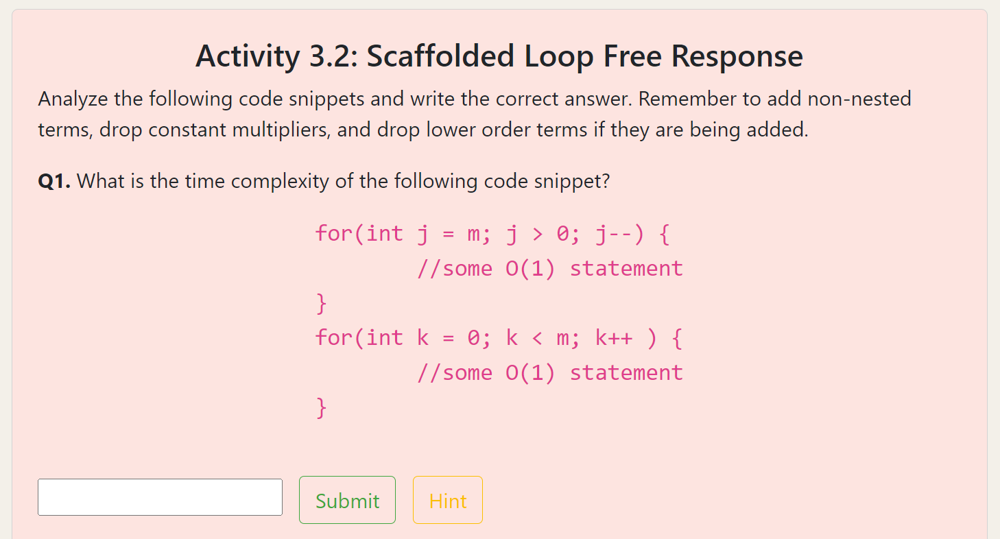 Activity 3.2: Scaffolded Loop Free Response
Analyze the following code snippets and write the correct answer. Remember to add non-nested
terms, drop constant multipliers, and drop lower order terms if they are being added.
Q1. What is the time complexity of the following code snippet?
for(int j = m; j > 0; j--) {
        //some O(1) statement
}
for(int k = 0; k < m; k++ ) {
        //some O(1) statement
}
Submit Hint